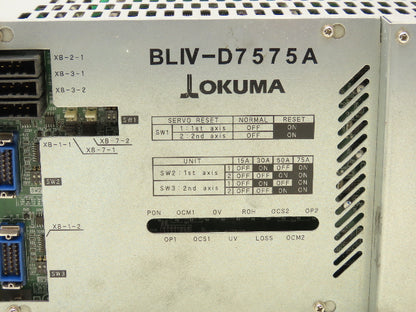 XB-2-1
XB-3-1
XB-3-2
BLIV-D7575A
OKUMA
SW1
SERVO RESET NORMAL RESET
SW1 1:1st axis OFF ON
2:2nd axis OFF ON
XB-7-2
XB-1-1
XB-7-1
UNIT 15A 30A 50A 75A
SW2:1st axis 1 OFF ON OFF ON
2 OFF OFF ON ON
SW3 2nd axis 1 OFF ON OFF ON
2 OFF OFF ON ON
SW2
PON OCM1 OV ROH OCS2 OP2
XB-1-2
OP1 OCS1 UV LOSS OCM2
SW3